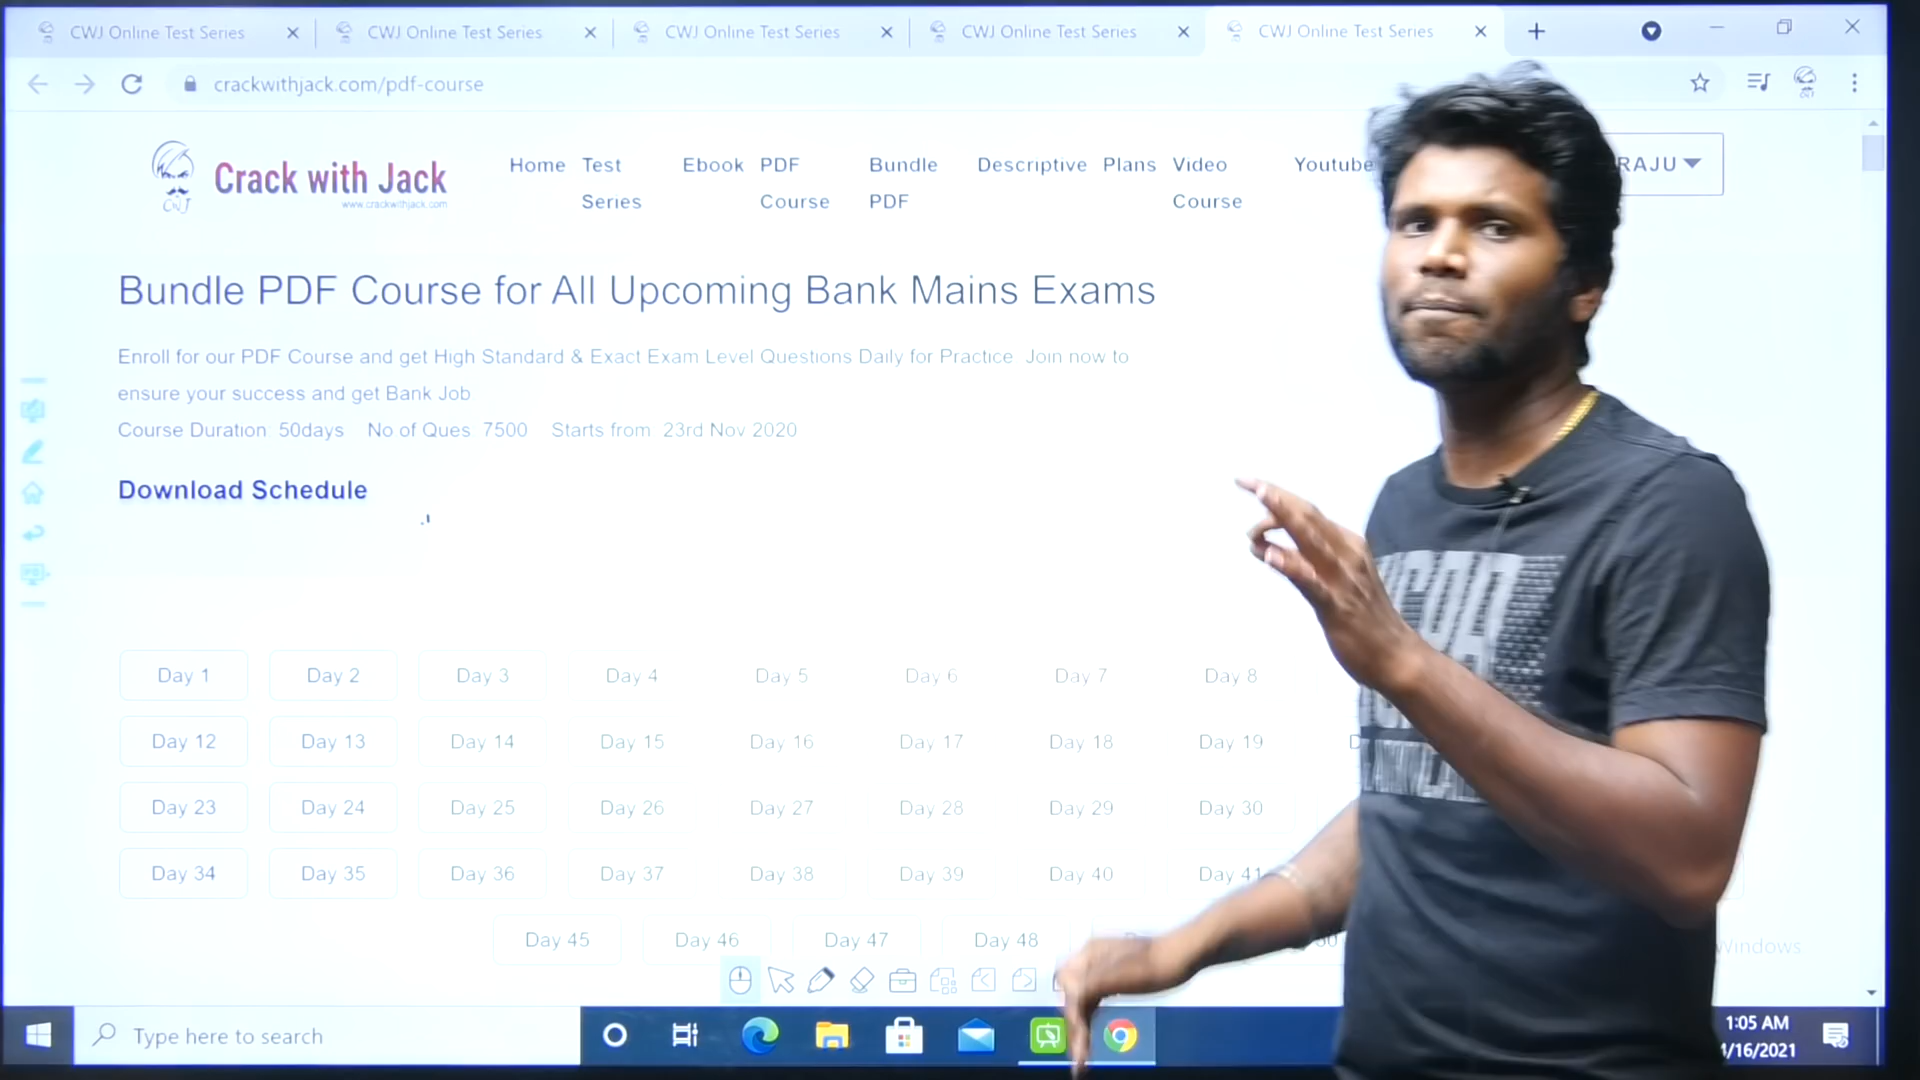 CWJ Online Test Series
CWJ Online Test Series
CWJ Online Test Series
CWJ Online Test Series
CWJ Online Test Series
crackwithjack.com/pdf-course
Crack with Jack
www.crackwithjack.com
CWJ
Home
Test Series
Ebook
PDF Course
Bundle PDF
Descriptive
Plans
Video Course
Youtube
RAJU
Bundle PDF Course for All Upcoming Bank Mains Exams
Enroll for our PDF Course and get High Standard & Exact Exam Level Questions Daily for Practice Join now to
ensure your success and get Bank Job
Course Duration: 50days No of Ques 7500 Starts from 23rd Nov 2020
Download Schedule
Day 1 Day 2 Day 3 Day 4 Day 5 Day 6 Day 7 Day 8
Day 12 Day 13 Day 14 Day 15 Day 16 Day 17 Day 18 Day 19
Day 23 Day 24 Day 25 Day 26 Day 27 Day 28 Day 29 Day 30
Day 34 Day 35 Day 36 Day 37 Day 38 Day 39 Day 40 Day 41
Day 45 Day 46 Day 47 Day 48
Windows
Type here to search
1:05 AM
4/16/2021